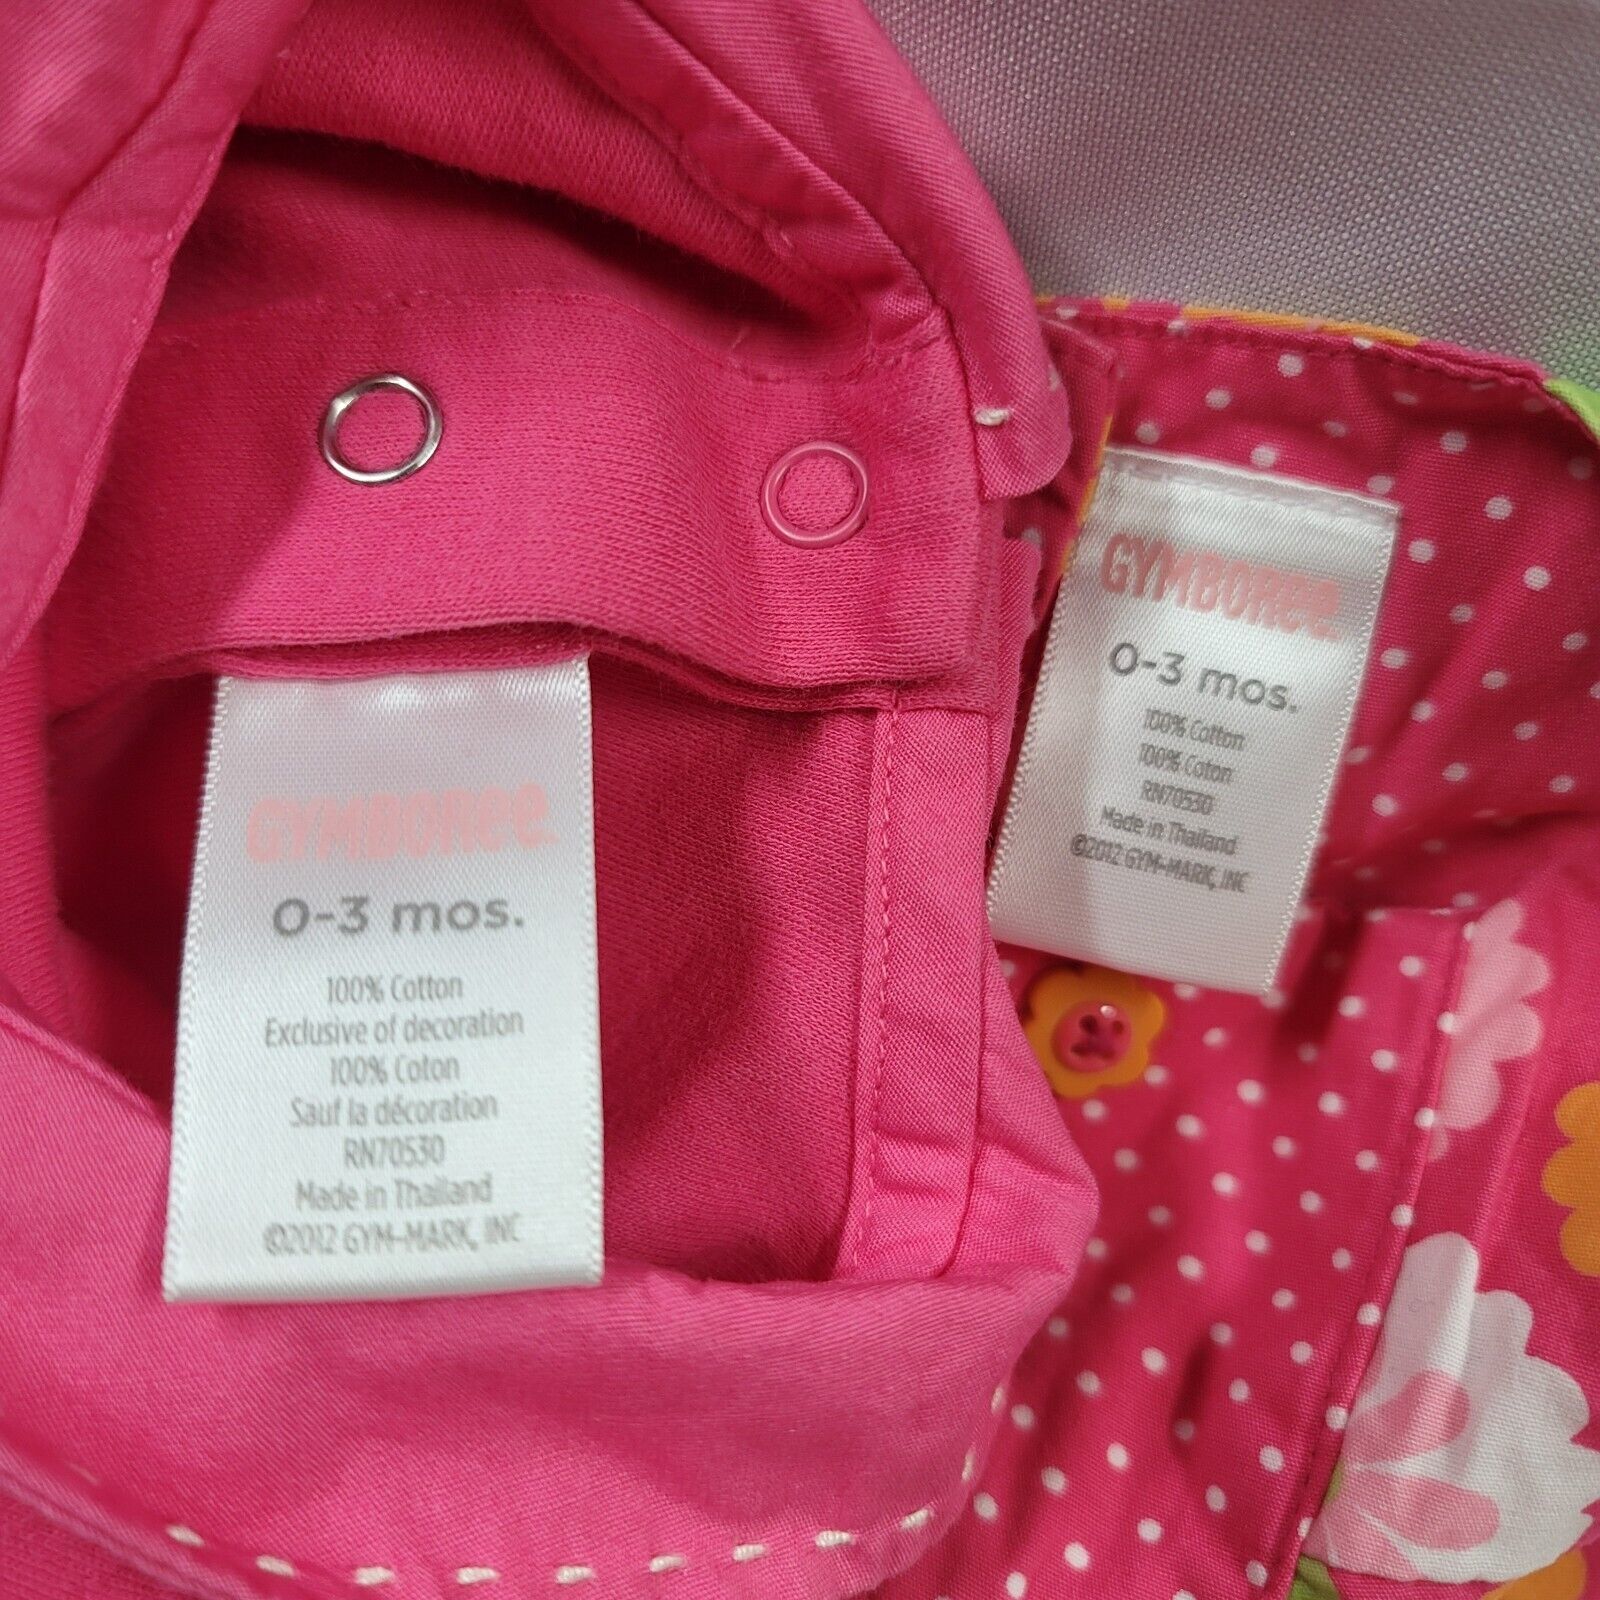 GYMBOREE
0-3 mos.
100% Cotton
Exclusive of decoration
100% Coton
Sauf la décoration
RN70530
Made in Thailand
©2012 GYM-MARK, INC
GYMBOREE
0-3 mos.
100% Cotton
100% Coton
RN70530
Made in Thailand
©2012 GYM-MARK, INC